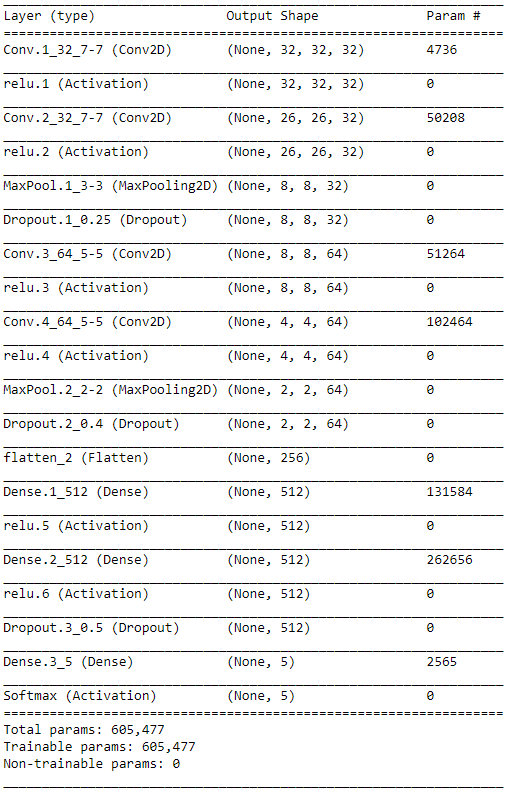 Layer (type) Output Shape Param #
Conv.1_32_7-7 (Conv2D) (None, 32, 32, 32) 4736
relu.1 (Activation) (None, 32, 32, 32) 0
Conv.2_32_7-7 (Conv2D) (None, 26, 26, 32) 50208
relu.2 (Activation) (None, 26, 26, 32) 0
MaxPool.1_3-3 (MaxPooling2D) (None, 8, 8, 32) 0
Dropout.1_0.25 (Dropout) (None, 8, 8, 32) 0
Conv.3_64_5-5 (Conv2D) (None, 8, 8, 64) 51264
relu.3 (Activation) (None, 8, 8, 64) 0
Conv.4_64_5-5 (Conv2D) (None, 4, 4, 64) 102464
relu.4 (Activation) (None, 4, 4, 64) 0
MaxPool.2_2-2 (MaxPooling2D) (None, 2, 2, 64) 0
Dropout.2_0.4 (Dropout) (None, 2, 2, 64) 0
flatten_2 (Flatten) (None, 256) 0
Dense.1_512 (Dense) (None, 512) 131584
relu.5 (Activation) (None, 512) 0
Dense.2_512 (Dense) (None, 512) 262656
relu.6 (Activation) (None, 512) 0
Dropout.3_0.5 (Dropout) (None, 512) 0
Dense.3_5 (Dense) (None, 5) 2565
Softmax (Activation) (None, 5) 0
Total params: 605,477
Trainable params: 605,477
Non-trainable params: 0